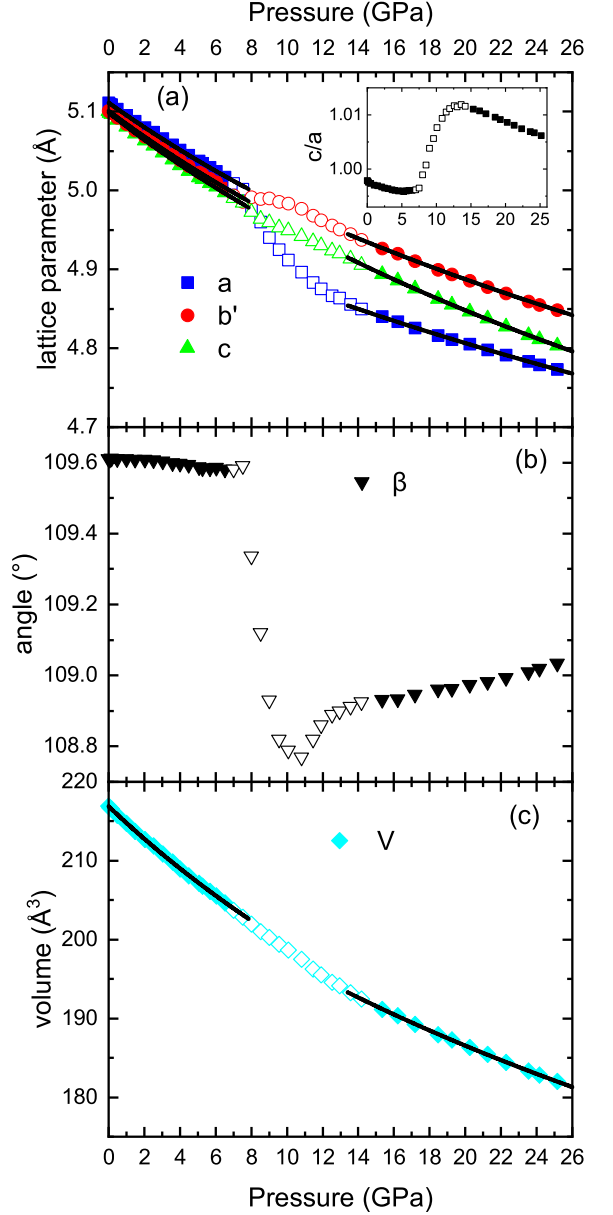 Pressure (GPa)
0 2 4 6 8 10 12 14 16 18 20 22 24 26
(a)
5.1
5.0
4.9
4.8
4.7
lattice parameter (Å)
c/a
1.01
1.00
0 5 10 15 20 25
a
b'
c
(b)
β
109.6
109.4
109.2
109.0
108.8
angle (°)
(c)
V
220
210
200
190
180
volume (Å³)
0 2 4 6 8 10 12 14 16 18 20 22 24 26
Pressure (GPa)